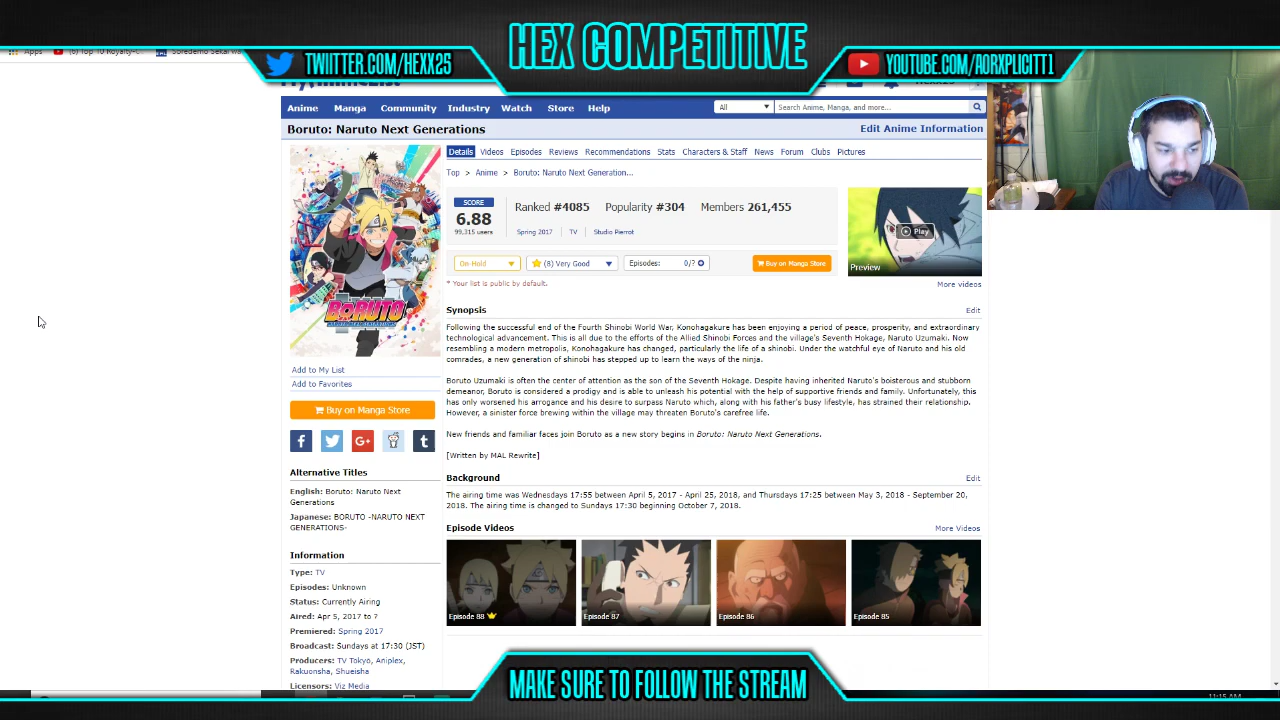 HEX COMPETITIVE
TWIITTER.COM/HEXX25
YOUTUBE.COM/AORXPLICITT1
Apps
Anime Manga Community Industry Watch Store Help
All
Search Anime, Manga, and more...
Boruto: Naruto Next Generations
Edit Anime Information
Details Videos Episodes Reviews Recommendations Stats Characters & Staff News Forum Clubs Pictures
Top > Anime > Boruto: Naruto Next Generation...
SCORE
6.88
99,315 users
Ranked #4085 Popularity #304 Members 261,455
Spring 2017 TV Studio Pierrot
On-Hold
(8) Very Good
Episodes: 0/?
Buy on Manga Store
* Your list is public by default.
Play
Preview
More videos
Synopsis
Edit
Following the successful end of the Fourth Shinobi World War, Konohagakure has been enjoying a period of peace, prosperity, and extraordinary
technological advancement. This is all due to the efforts of the Allied Shinobi Forces and the village's Seventh Hokage, Naruto Uzumaki. Now
resembling a modern metropolis, Konohagakure has changed, particularly the life of a shinobi. Under the watchful eye of Naruto and his old
comrades, a new generation of shinobi has stepped up to learn the ways of the ninja.
Boruto Uzumaki is often the center of attention as the son of the Seventh Hokage. Despite having inherited Naruto's boisterous and stubborn
demeanor, Boruto is considered a prodigy and is able to unleash his potential with the help of supportive friends and family. Unfortunately, this
has only worsened his arrogance and his desire to surpass Naruto which, along with his father's busy lifestyle, has strained their relationship.
However, a sinister force brewing within the village may threaten Boruto's carefree life.
New friends and familiar faces join Boruto as a new story begins in Boruto: Naruto Next Generations.
[Written by MAL Rewrite]
Background
Edit
The airing time was Wednesdays 17:55 between April 5, 2017 - April 25, 2018, and Thursdays 17:25 between May 3, 2018 - September 20,
2018. The airing time is changed to Sundays 17:30 beginning October 7, 2018.
Episode Videos
More Videos
Episode 88
Episode 87
Episode 86
Episode 85
BORUTO
Add to My List
Add to Favorites
Buy on Manga Store
Alternative Titles
English: Boruto: Naruto Next
Generations
Japanese: BORUTO -NARUTO NEXT
GENERATIONS-
Information
Type: TV
Episodes: Unknown
Status: Currently Airing
Aired: Apr 5, 2017 to ?
Premiered: Spring 2017
Broadcast: Sundays at 17:30 (JST)
Producers: TV Tokyo, Aniplex,
Rakuonsha, Shueisha
Licensors: Viz Media
MAKE SURE TO FOLLOW THE STREAM